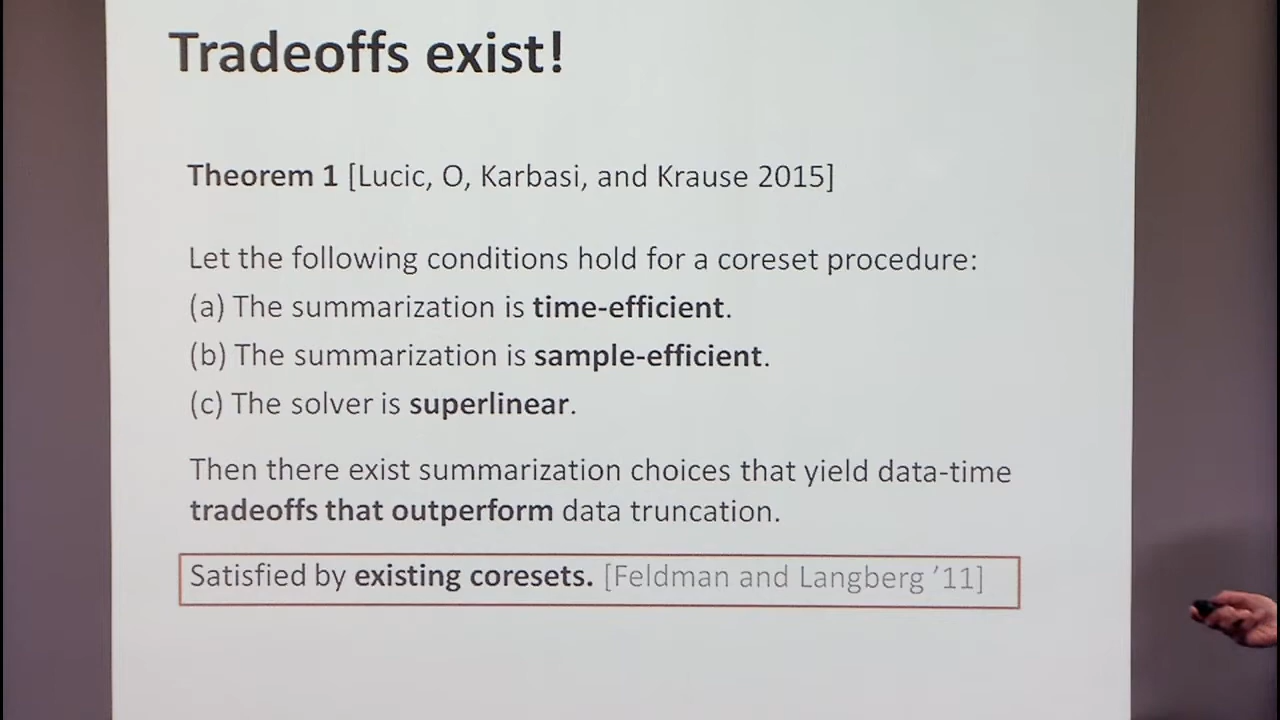 Tradeoffs exist!
Theorem 1 [Lucic, O, Karbasi, and Krause 2015]
Let the following conditions hold for a coreset procedure:
(a) The summarization is time-efficient.
(b) The summarization is sample-efficient.
(c) The solver is superlinear.
Then there exist summarization choices that yield data-time
tradeoffs that outperform data truncation.
Satisfied by existing coresets. [Feldman and Langberg ’11]